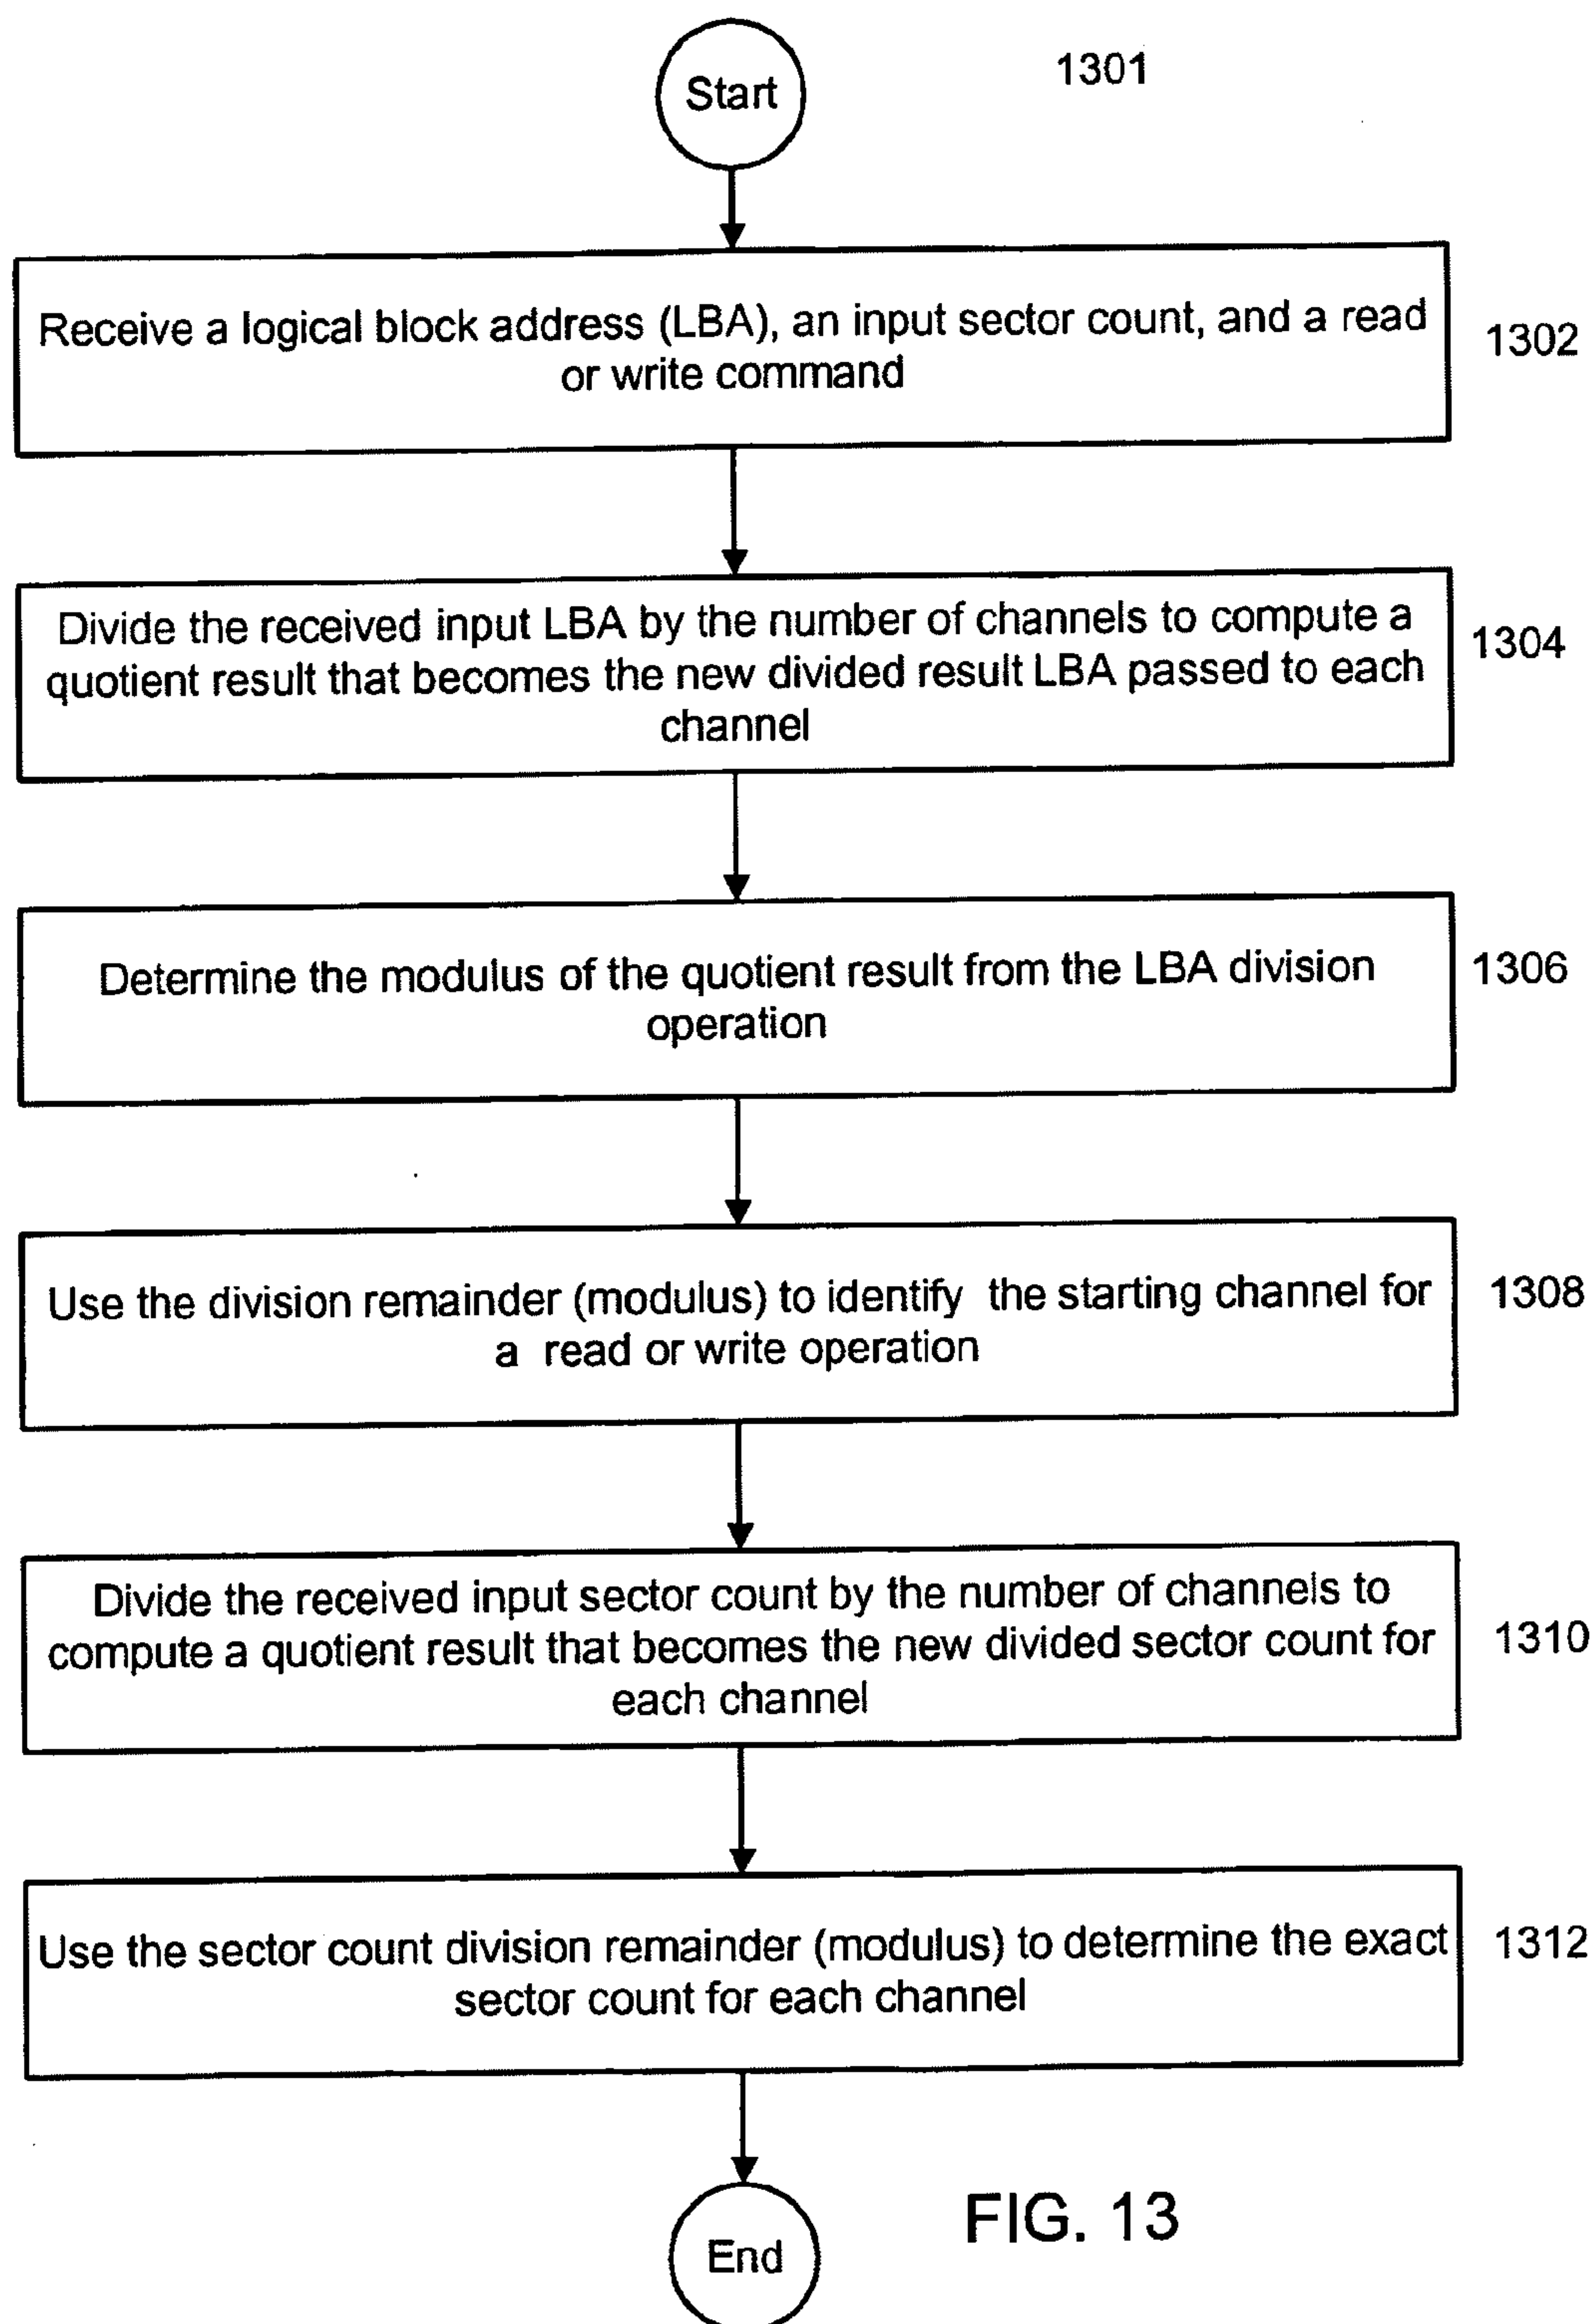 Start
1301
Receive a logical block address (LBA), an input sector count, and a read
or write command
1302
Divide the received input LBA by the number of channels to compute a
quotient result that becomes the new divided result LBA passed to each
channel
1304
Determine the modulus of the quotient result from the LBA division
operation
1306
Use the division remainder (modulus) to identify the starting channel for
a read or write operation
1308
Divide the received input sector count by the number of channels to
compute a quotient result that becomes the new divided sector count for
each channel
1310
Use the sector count division remainder (modulus) to determine the exact
sector count for each channel
1312
End
FIG. 13